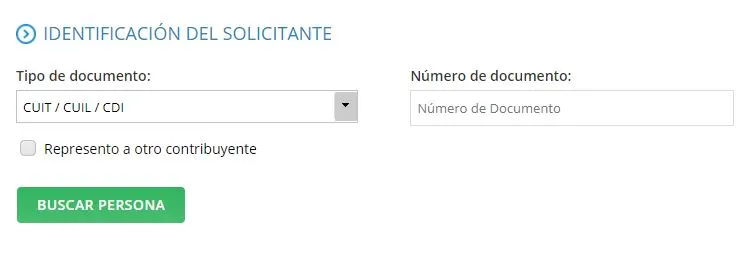 IDENTIFICACIÓN DEL SOLICITANTE
Tipo de documento:
Número de documento:
CUIT / CUIL / CDI
Número de Documento
Represento a otro contribuyente
BUSCAR PERSONA